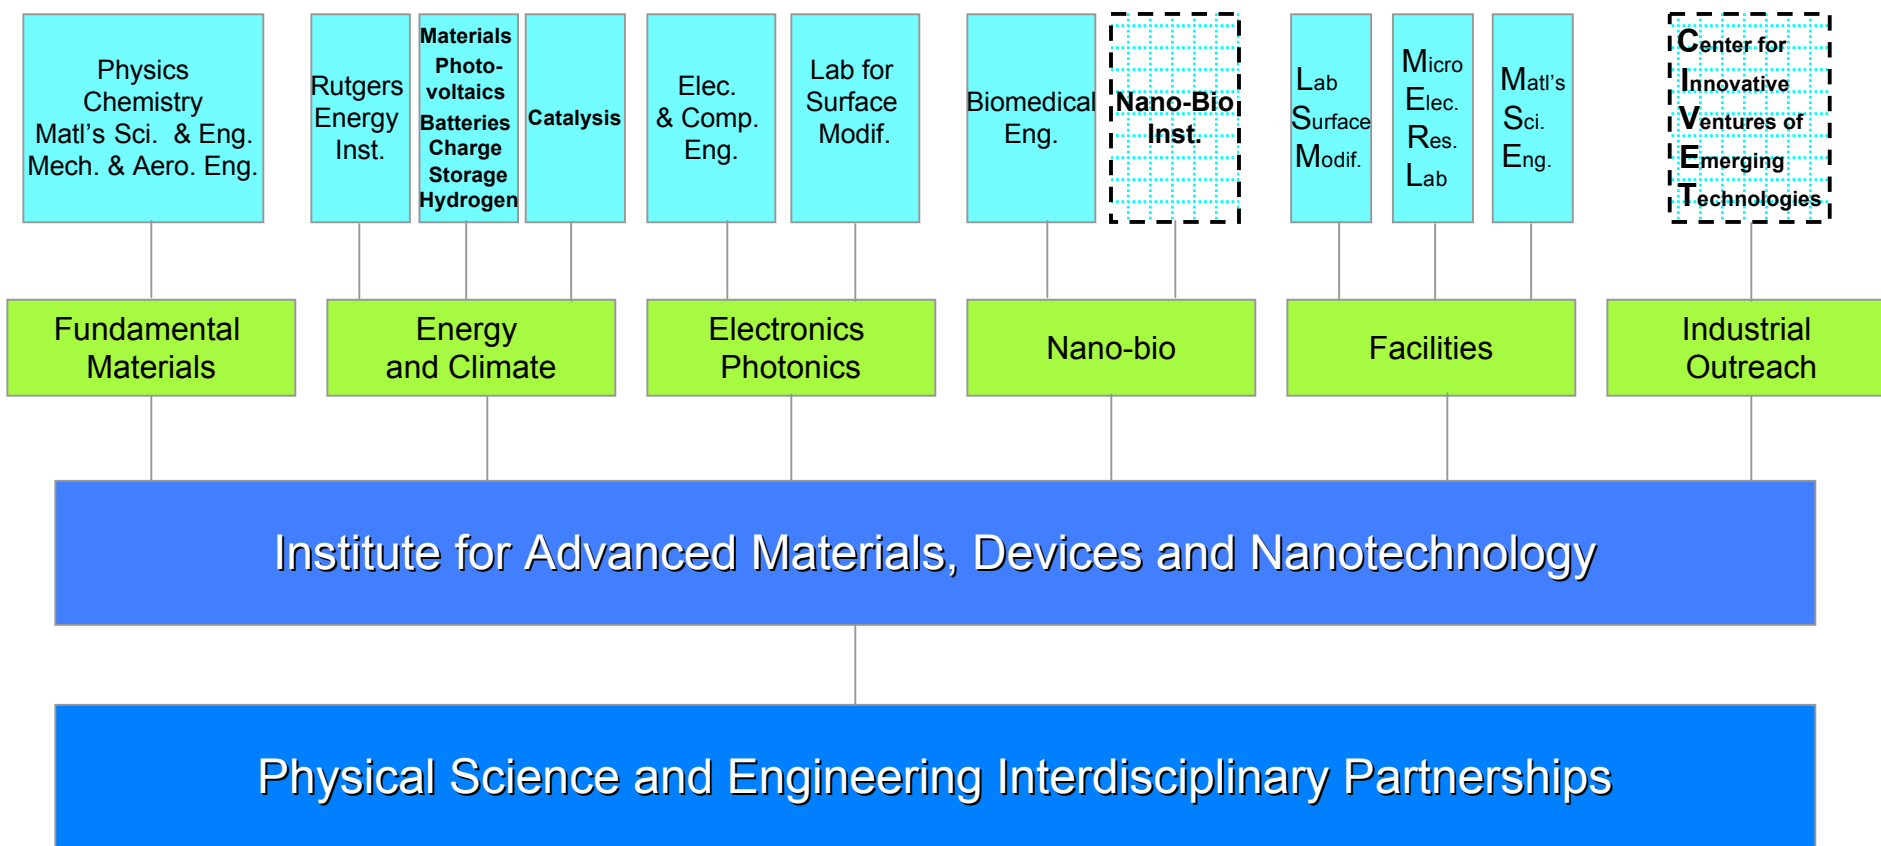 Physics
Chemistry
Matl's Sci. & Eng.
Mech. & Aero. Eng.
Rutgers
Energy
Inst.
Materials
Photo-
voltaics
Batteries
Charge
Storage
Hydrogen
Catalysis
Elec.
& Comp.
Eng.
Lab for
Surface
Modif.
Biomedical
Eng.
Nano-Bio
Inst.
Lab
Surface
Modif.
Micro
Elec.
Res.
Lab
Matl's
Sci.
Eng.
Center for
Innovative
Ventures of
Emerging
Technologies
Fundamental
Materials
Energy
and Climate
Electronics
Photonics
Nano-bio
Facilities
Industrial
Outreach
Institute for Advanced Materials, Devices and Nanotechnology
Physical Science and Engineering Interdisciplinary Partnerships